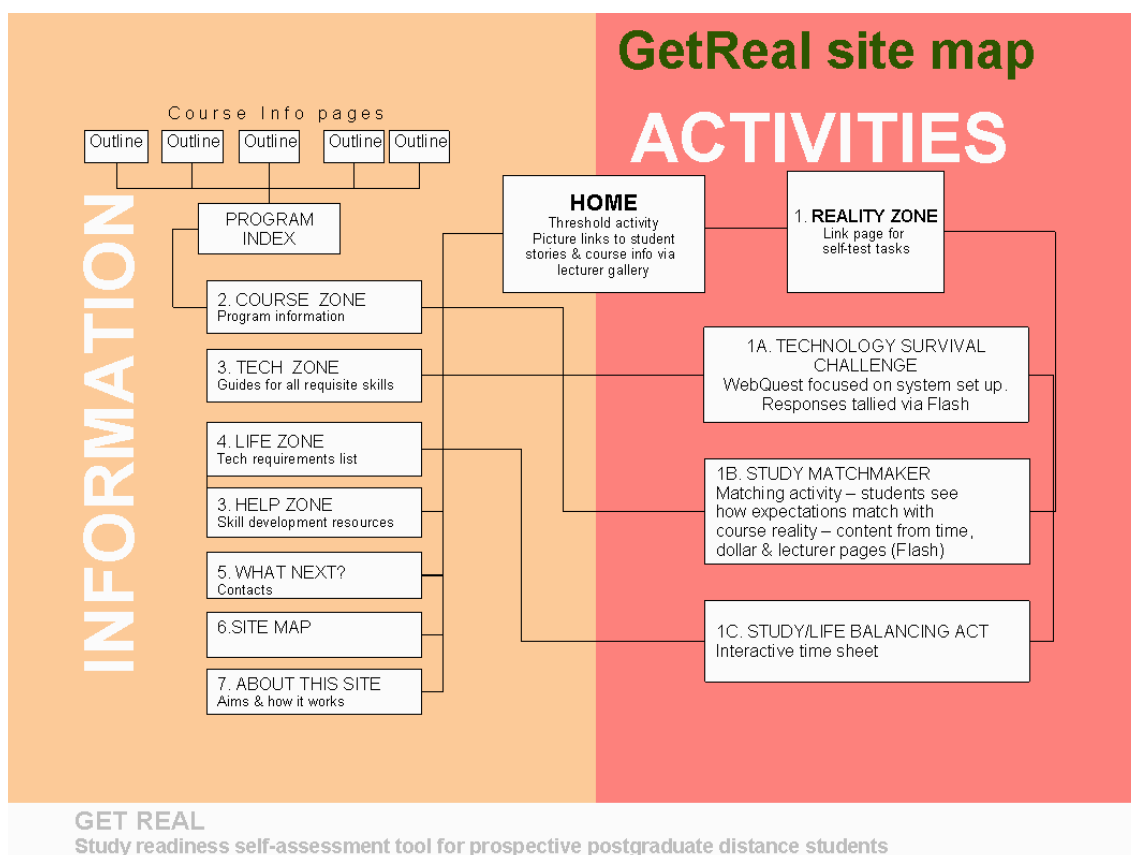 GetReal site map
ACTIVITIES
INFORMATION
Course Info pages
Outline
Outline
Outline
Outline
Outline
PROGRAM
INDEX
HOME
Threshold activity
Picture links to student
stories & course info via
lecturer gallery
1. REALITY ZONE
Link page for
self-test tasks
2. COURSE ZONE
Program information
3. TECH ZONE
Guides for all requisite skills
4. LIFE ZONE
Tech requirements list
3. HELP ZONE
Skill development resources
5. WHAT NEXT?
Contacts
6.SITE MAP
7. ABOUT THIS SITE
Aims & how it works
1A. TECHNOLOGY SURVIVAL
CHALLENGE
WebQuest focused on system set up.
Responses tallied via Flash
1B. STUDY MATCHMAKER
Matching activity – students see
how expectations match with
course reality – content from time,
dollar & lecturer pages (Flash)
1C. STUDY/LIFE BALANCING ACT
Interactive time sheet
GET REAL
Study readiness self-assessment tool for prospective postgraduate distance students